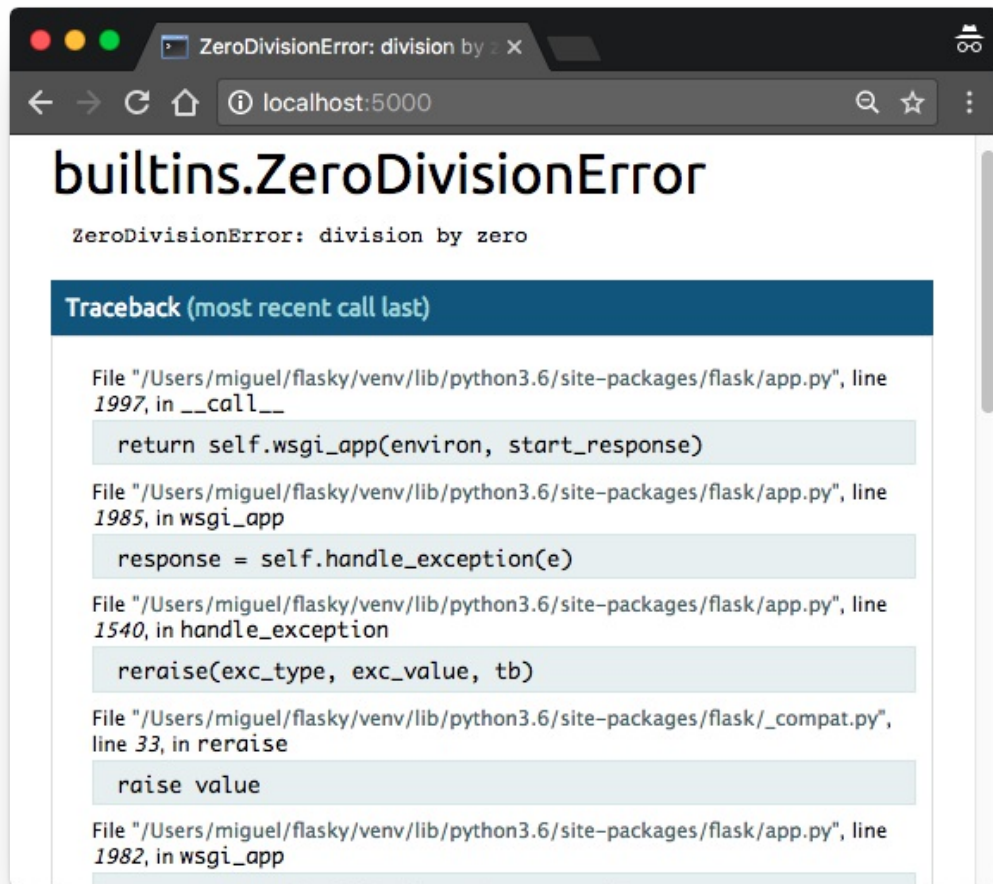 ZeroDivisionError: division by
localhost:5000
builtins.ZeroDivisionError
ZeroDivisionError: division by zero
Traceback (most recent call last)
File "/Users/miguel/flasky/venv/lib/python3.6/site-packages/flask/app.py", line
1997, in __call__
return self.wsgi_app(environ, start_response)
File "/Users/miguel/flasky/venv/lib/python3.6/site-packages/flask/app.py", line
1985, in wsgi_app
response = self.handle_exception(e)
File "/Users/miguel/flasky/venv/lib/python3.6/site-packages/flask/app.py", line
1540, in handle_exception
reraise(exc_type, exc_value, tb)
File "/Users/miguel/flasky/venv/lib/python3.6/site-packages/flask/_compat.py",
line 33, in reraise
raise value
File "/Users/miguel/flasky/venv/lib/python3.6/site-packages/flask/app.py", line
1982, in wsgi_app